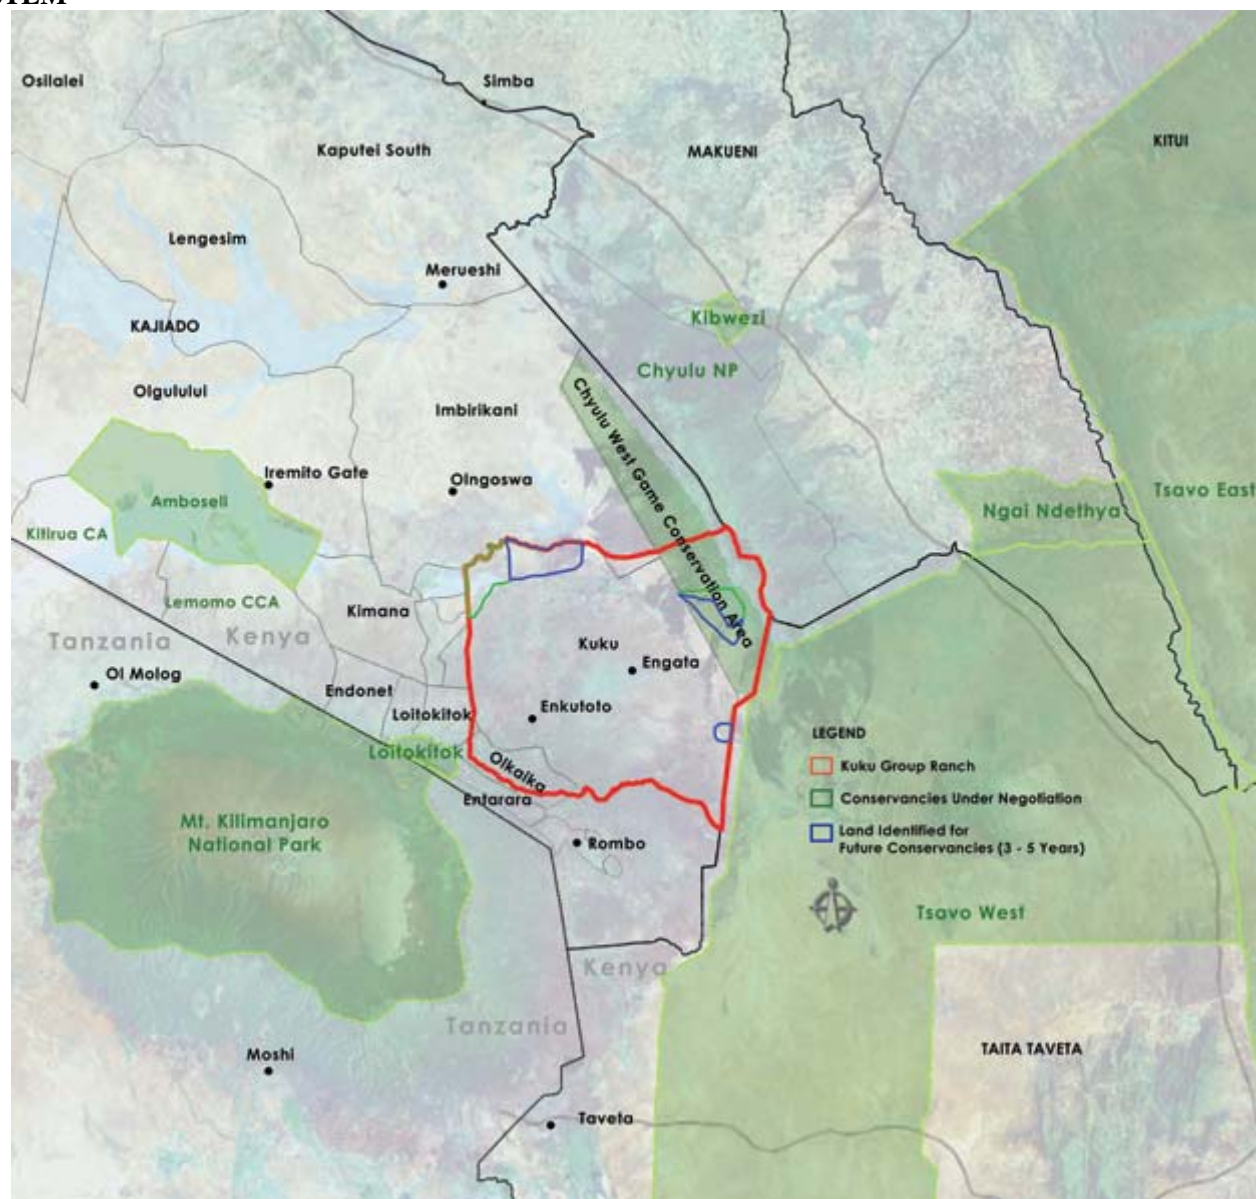 Osilalei
Simba
Kaputei South
MAKUENI
KITUI
Lengesim
Merueshi
KAJIADO
Kibwezi
Chyulu NP
Olgululul
Imbirikani
Chyulu West Game Conservation Area
Iremito Gate
Olngoswa
Amboseli
Tsavo East
Ngai Ndethya
Kitirua CA
Lemomo CCA
Kimana
Tanzania
Kenya
Kuku
Engata
Ol Molog
Endonet
Loitokitok
Enkutoto
Loitokitok
Olkaika
Entarara
LEGEND
Kuku Group Ranch
Conservancies Under Negotiation
Land Identified for
Future Conservancies (3 - 5 Years)
Mt. Kilimanjaro
National Park
Rombo
Tsavo West
Kenya
Tanzania
Moshi
TAITA TAVETA
Taveta